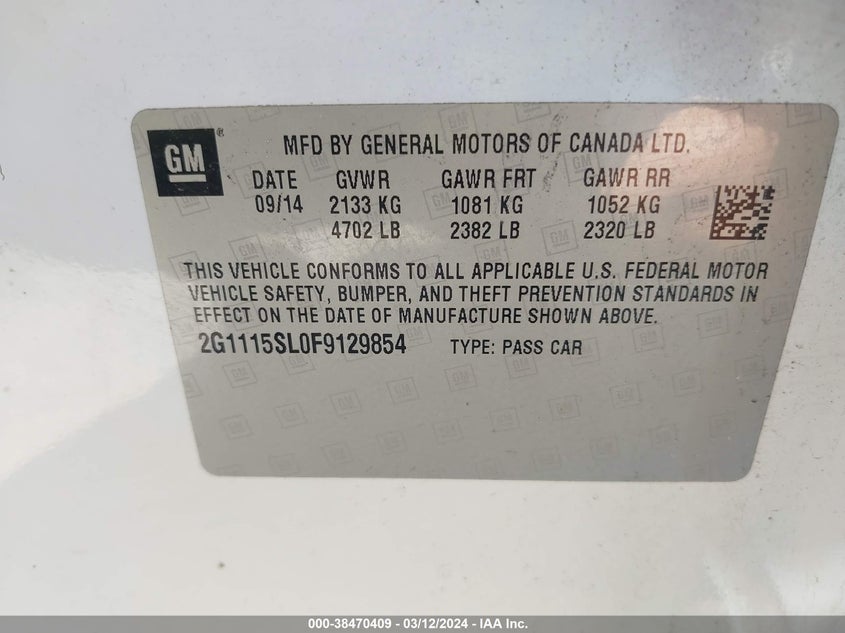 GM ® MFD BY GENERAL MOTORS OF CANADA LTD.
DATE GVWR GAWR FRT GAWR RR
09/14 2133 KG 1081 KG 1052 KG
4702 LB 2382 LB 2320 LB
THIS VEHICLE CONFORMS TO ALL APPLICABLE U.S. FEDERAL MOTOR
VEHICLE SAFETY, BUMPER, AND THEFT PREVENTION STANDARDS IN
EFFECT ON THE DATE OF MANUFACTURE SHOWN ABOVE.
2G1115SL0F9129854 TYPE: PASS CAR
000-38470409 - 03/12/2024 - IAA Inc.